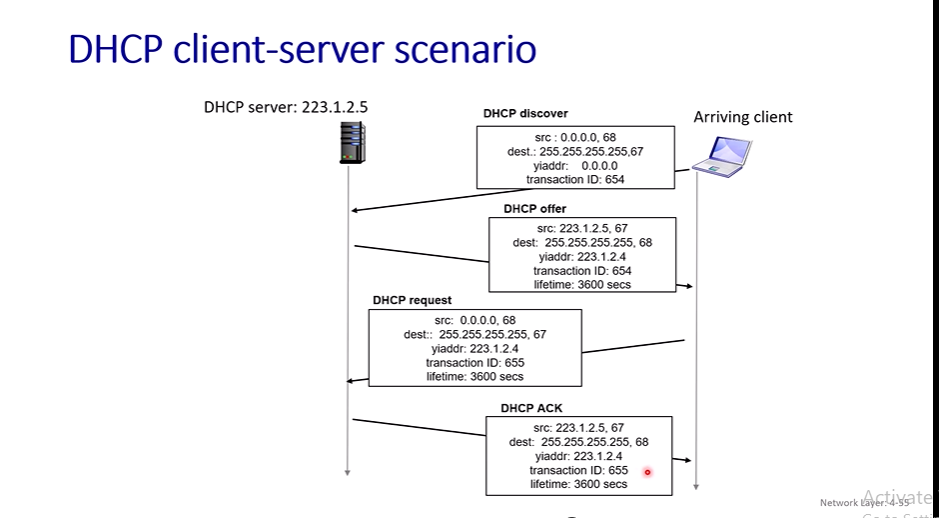 DHCP client-server scenario
DHCP server: 223.1.2.5
DHCP discover
Arriving client
src : 0.0.0.0, 68
dest.: 255.255.255.255,67
yiaddr: 0.0.0.0
transaction ID: 654
DHCP offer
src: 223.1.2.5, 67
dest: 255.255.255.255, 68
yiaddr: 223.1.2.4
transaction ID: 654
lifetime: 3600 secs
DHCP request
src: 0.0.0.0, 68
dest:: 255.255.255.255, 67
yiaddr: 223.1.2.4
transaction ID: 655
lifetime: 3600 secs
DHCP ACK
src: 223.1.2.5, 67
dest: 255.255.255.255, 68
yiaddr: 223.1.2.4
transaction ID: 655
lifetime: 3600 secs
Network Layer: 4-55
Activate